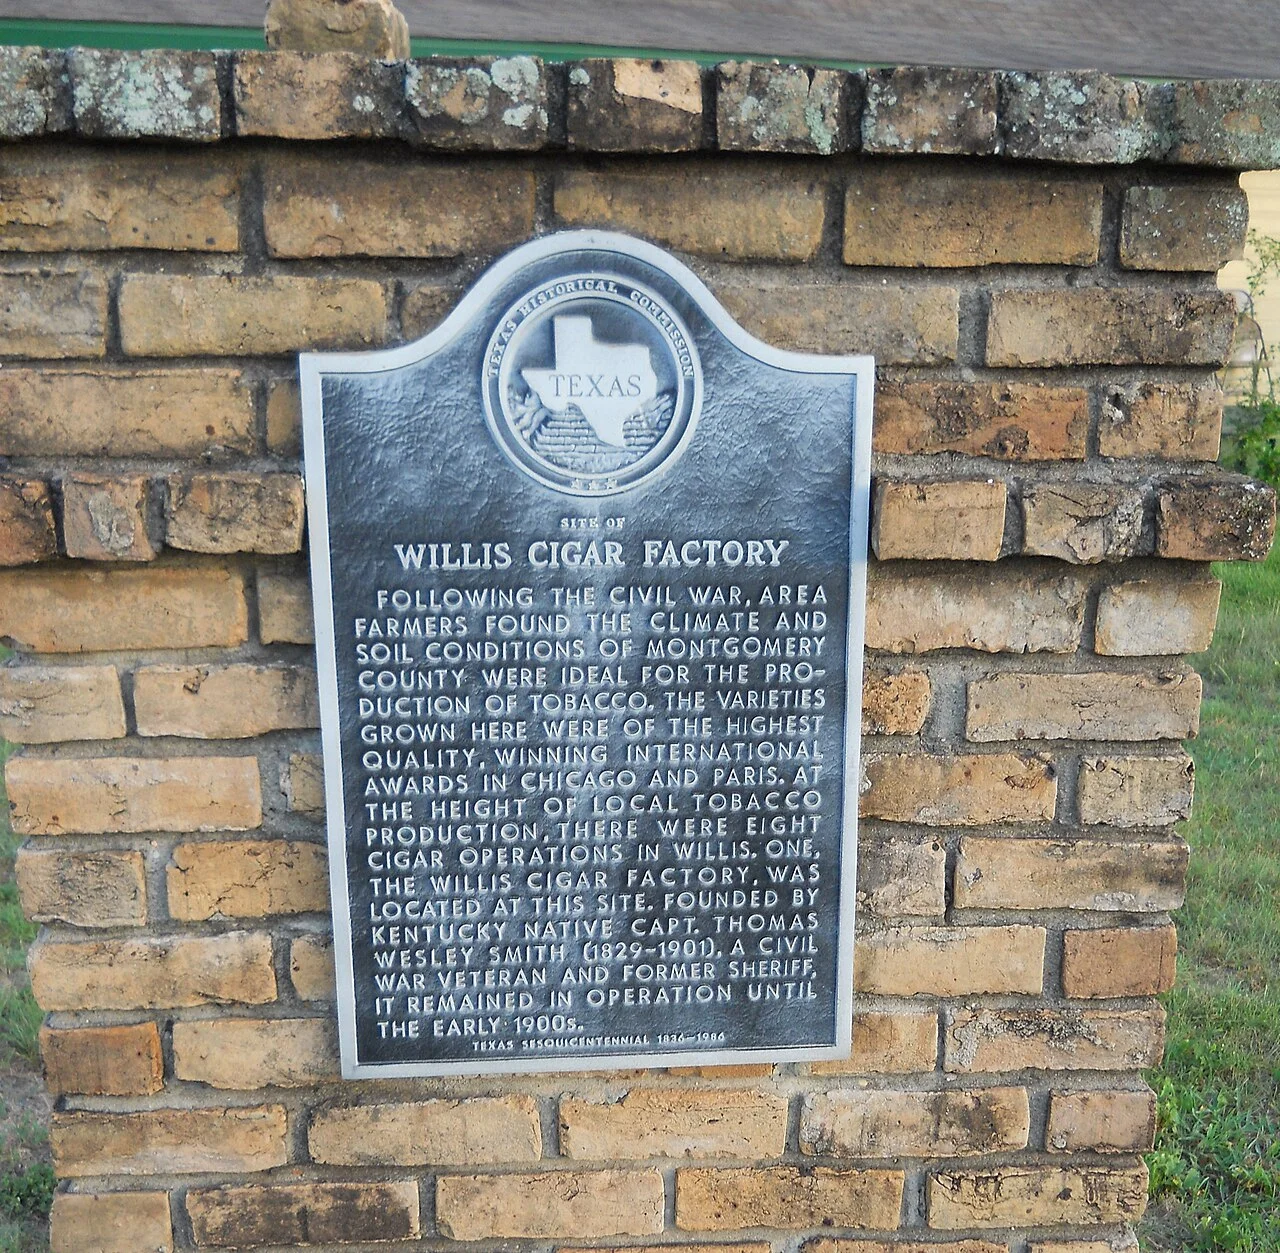 TEXAS HISTORICAL COMMISSION
TEXAS
SITE OF
WILLIS CIGAR FACTORY
FOLLOWING THE CIVIL WAR, AREA
FARMERS FOUND THE CLIMATE AND
SOIL CONDITIONS OF MONTGOMERY
COUNTY WERE IDEAL FOR THE PRO-
DUCTION OF TOBACCO. THE VARIETIES
GROWN HERE WERE OF THE HIGHEST
QUALITY, WINNING INTERNATIONAL
AWARDS IN CHICAGO AND PARIS. AT
THE HEIGHT OF LOCAL TOBACCO
PRODUCTION, THERE WERE EIGHT
CIGAR OPERATIONS IN WILLIS. ONE,
THE WILLIS CIGAR FACTORY, WAS
LOCATED AT THIS SITE. FOUNDED BY
KENTUCKY NATIVE CAPT. THOMAS
WESLEY SMITH (1829-1901), A CIVIL
WAR VETERAN AND FORMER SHERIFF,
IT REMAINED IN OPERATION UNTIL
THE EARLY 1900s.
TEXAS SESQUICENTENNIAL 1836-1986